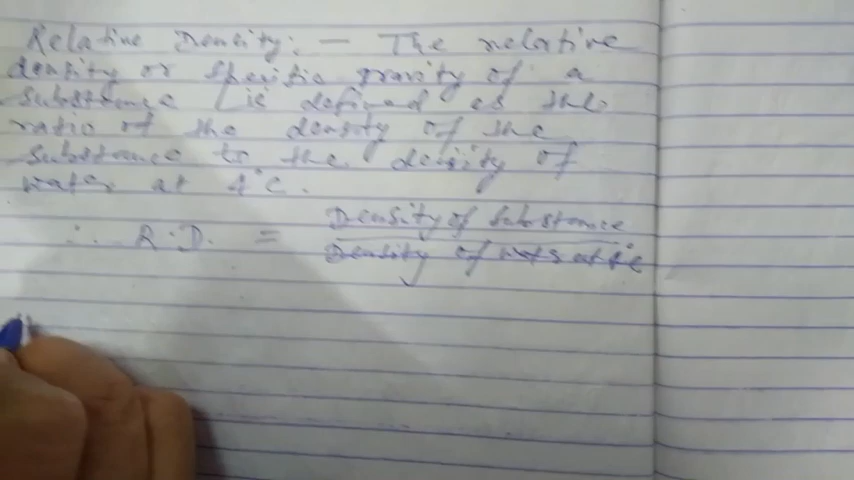 Relative Density: — The relative
density or specific gravity of a
substance is defined as the
ratio of the density of the
substance to the density of
water at 4°C.
∴ R.D. = Density of substance
Density of water at 4°C